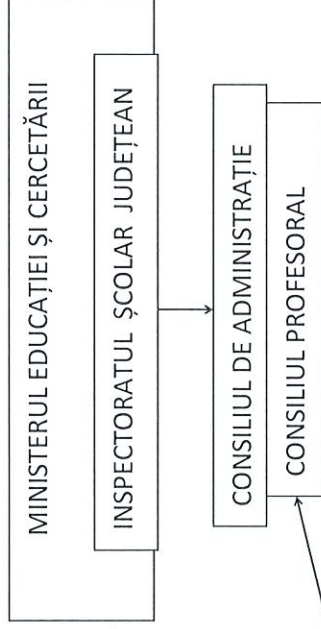 MINISTERUL EDUCAȚIEI ȘI CERCETĂRII
INSPECTORATUL ȘCOLAR JUDEȚEAN
CONSILIUL DE ADMINISTRAȚIE
CONSILIUL PROFESORAL